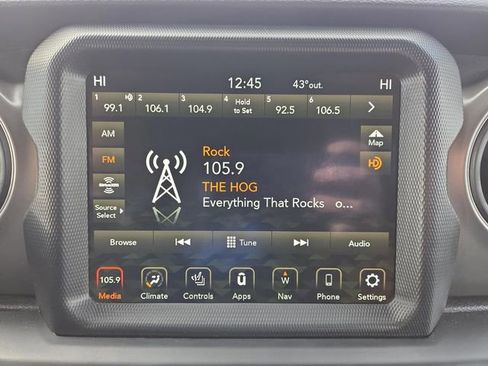 HI 12:45 43°out. HI
1 99.1 HD 2 106.1 3 104.9 4 Hold to Set 5 92.5 6 106.5
AM
FM
SiriusXM
Source Select
Rock
105.9
THE HOG
Everything That Rocks o...
Map
HD
Browse Tune Audio
105.9 W
Media Climate Controls Apps Nav Phone Settings